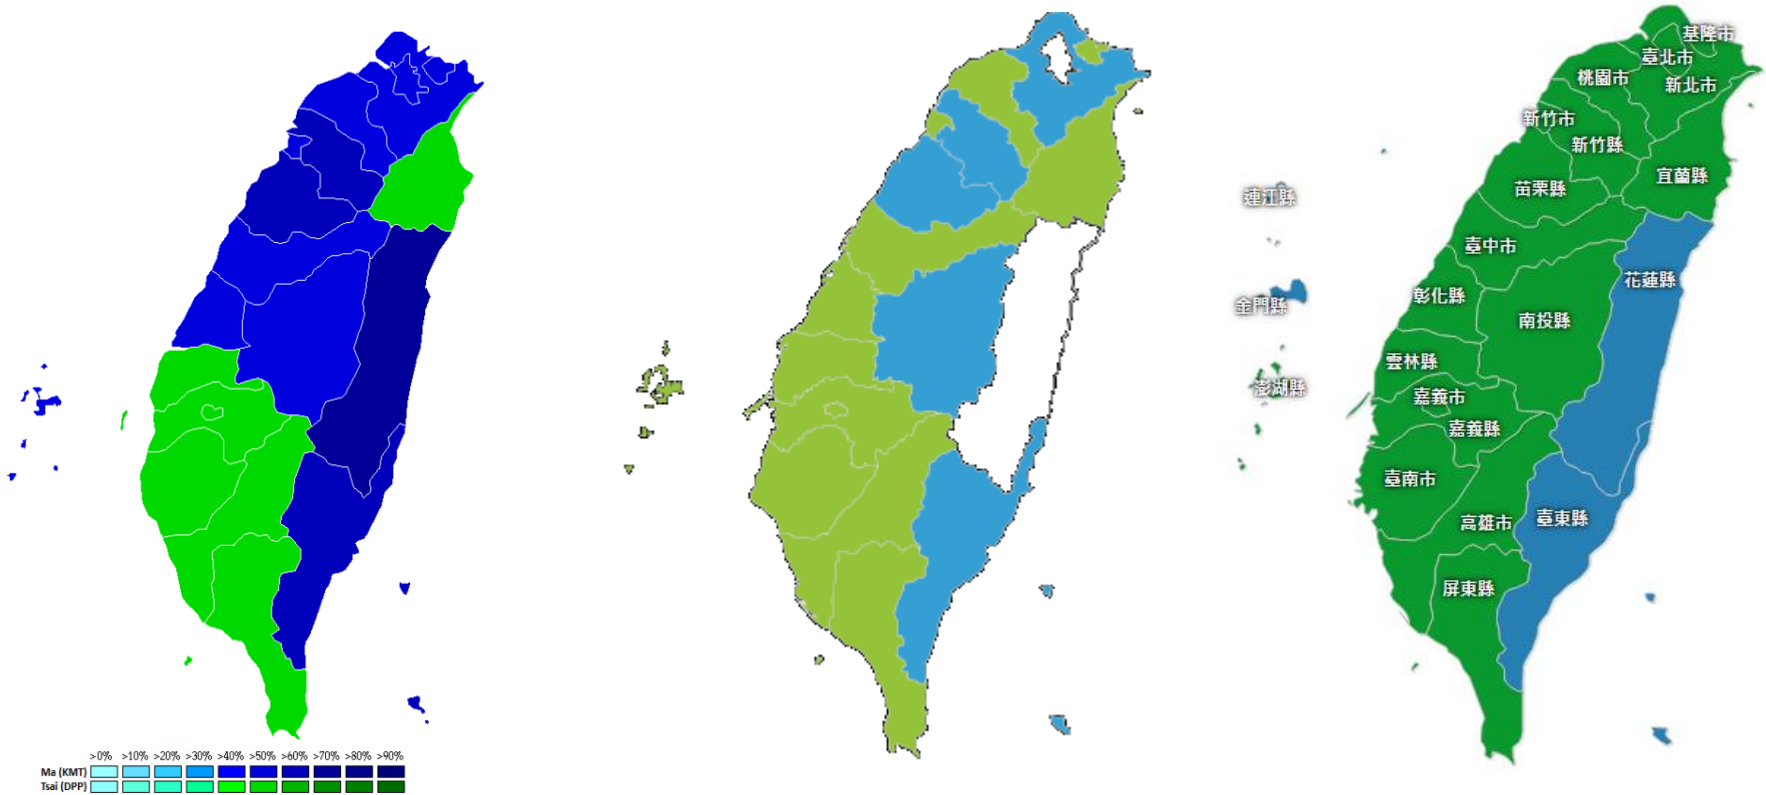 基隆市
臺北市
桃園市
新北市
新竹市
新竹縣
宜蘭縣
苗栗縣
連江縣
臺中市
花蓮縣
彰化縣
金門縣
南投縣
雲林縣
澎湖縣
嘉義市
嘉義縣
臺南市
高雄市
臺東縣
屏東縣
>0% >10% >20% >30% >40% >50% >60% >70% >80% >90%
Ma (KMT)
Tsai (DPP)